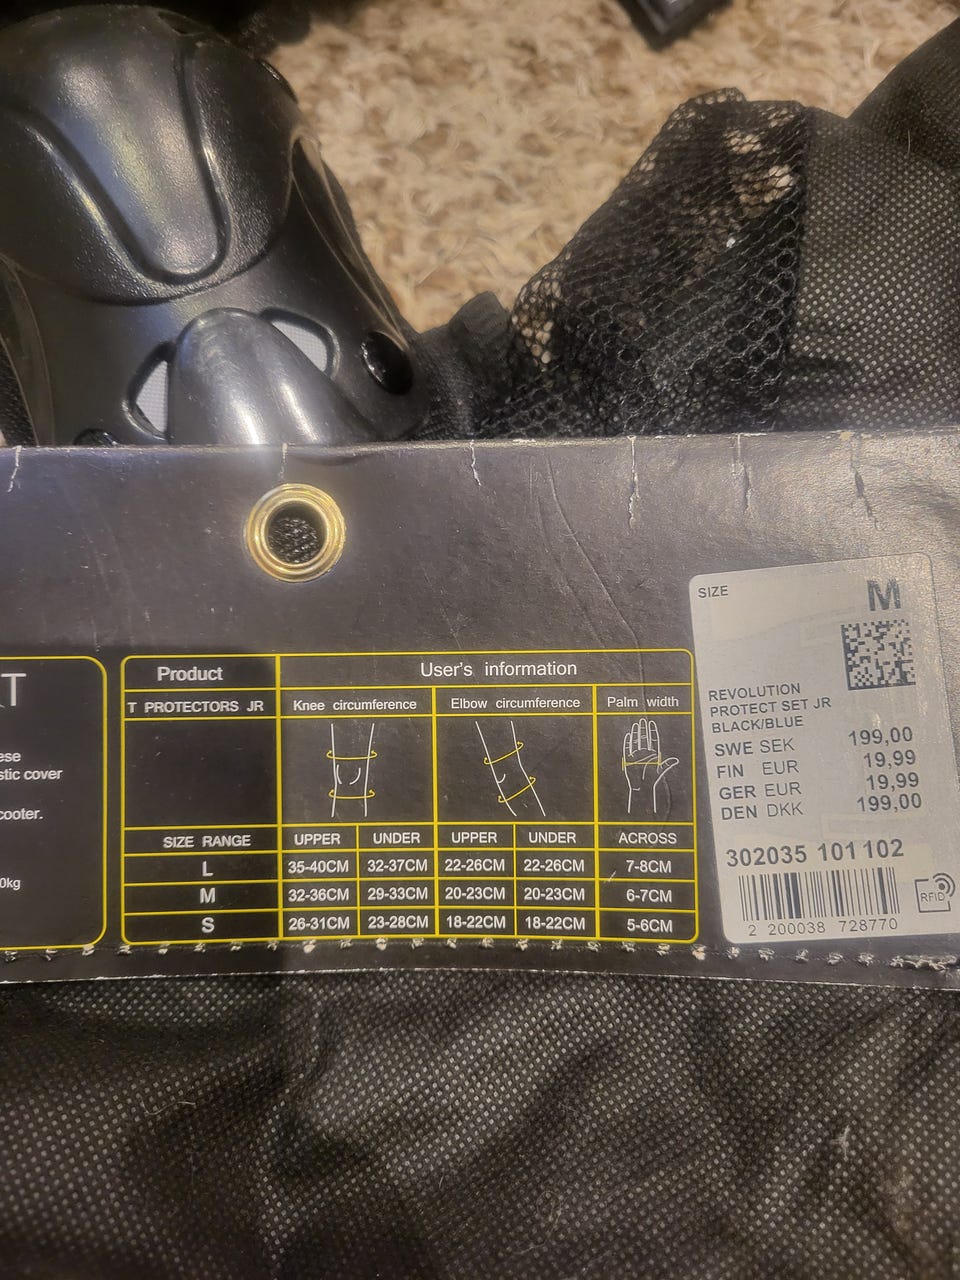 T
ese
stic cover
cooter.
0kg
Product
User's information
T PROTECTORS JR
Knee circumference
Elbow circumference
Palm width
SIZE RANGE
UPPER
UNDER
UPPER
UNDER
ACROSS
L
35-40CM
32-37CM
22-26CM
22-26CM
7-8CM
M
32-36CM
29-33CM
20-23CM
20-23CM
6-7CM
S
26-31CM
23-28CM
18-22CM
18-22CM
5-6CM
SIZE
M
REVOLUTION
PROTECT SET JR
BLACK/BLUE
SWE SEK 199,00
FIN EUR 19,99
GER EUR 19,99
DEN DKK 199,00
302035 101 102
2 200038 728770
RFID